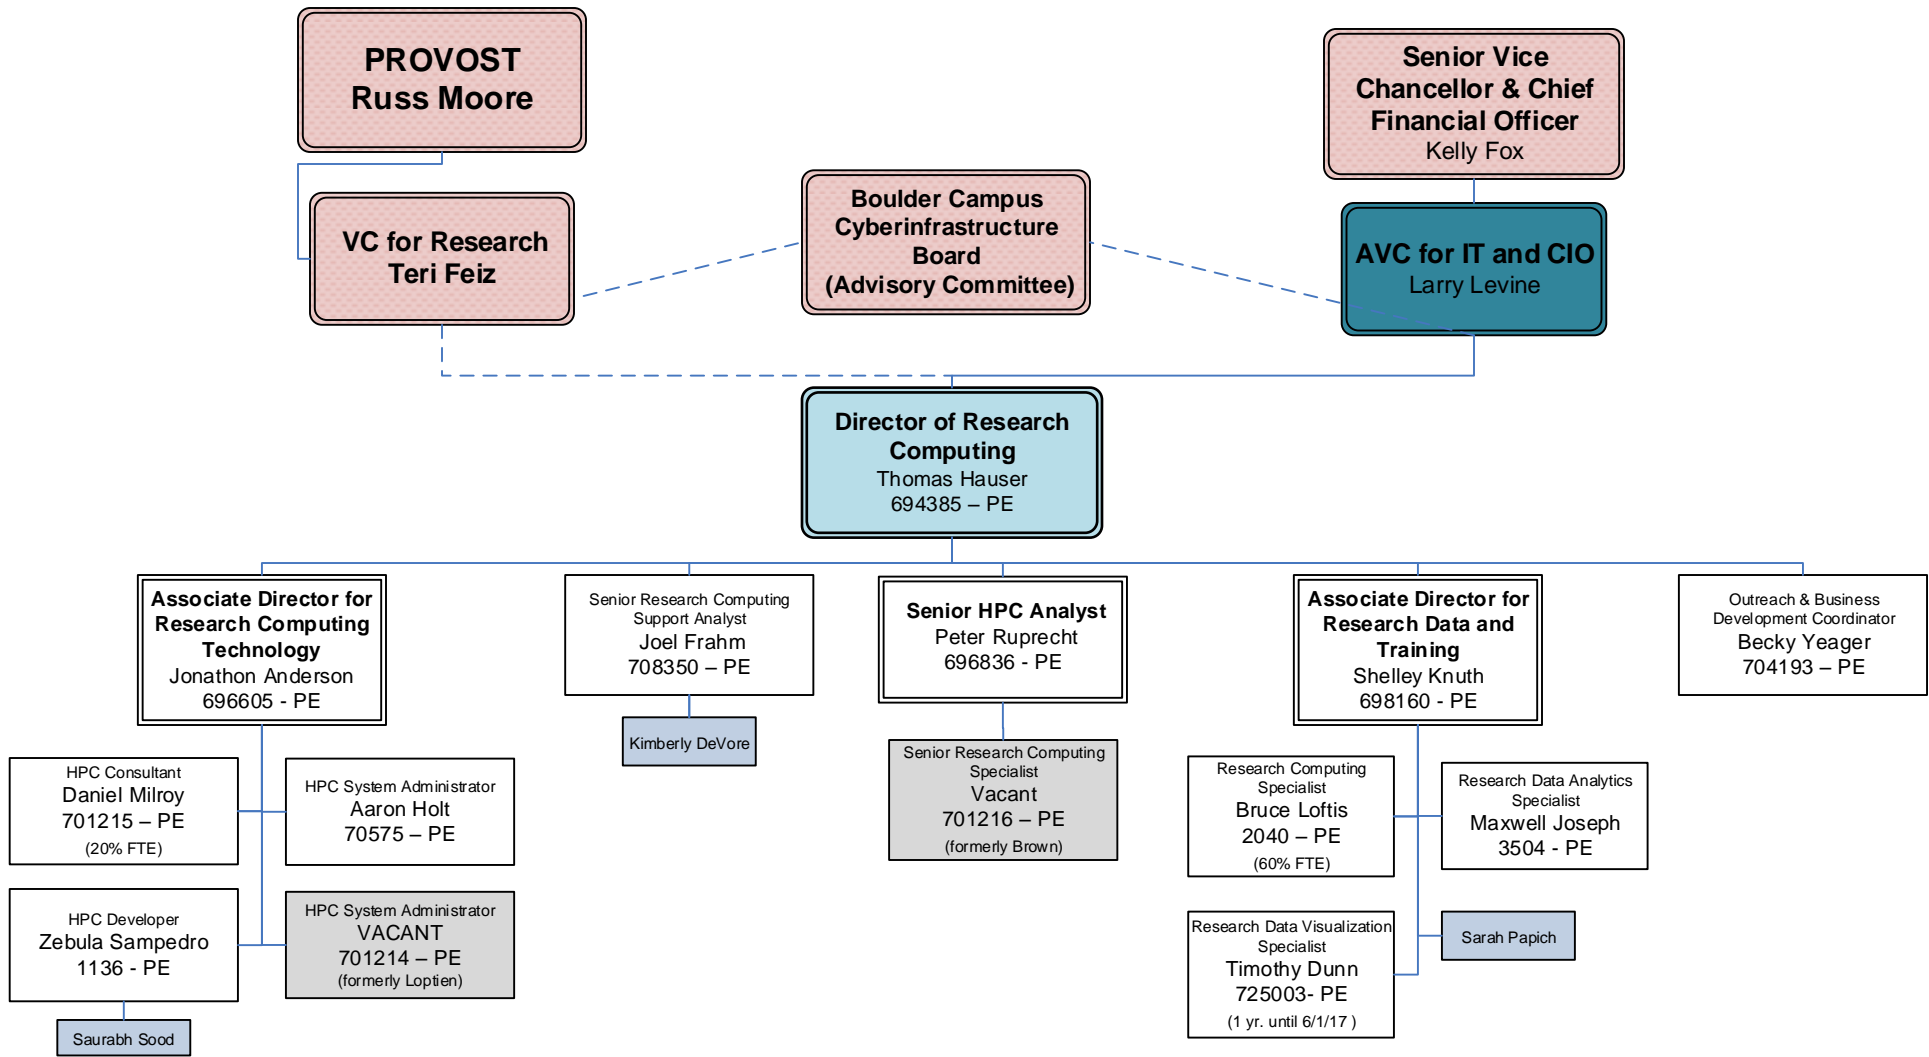 PROVOST
Russ Moore
Senior Vice
Chancellor & Chief
Financial Officer
Kelly Fox
VC for Research
Teri Feiz
Boulder Campus
Cyberinfrastructure
Board
(Advisory Committee)
AVC for IT and CIO
Larry Levine
Director of Research
Computing
Thomas Hauser
694385 – PE
Associate Director for
Research Computing
Technology
Jonathon Anderson
696605 - PE
Senior Research Computing
Support Analyst
Joel Frahm
708350 – PE
Senior HPC Analyst
Peter Ruprecht
696836 - PE
Associate Director for
Research Data and
Training
Shelley Knuth
698160 - PE
Outreach & Business
Development Coordinator
Becky Yeager
704193 – PE
Kimberly DeVore
HPC Consultant
Daniel Milroy
701215 – PE
(20% FTE)
HPC System Administrator
Aaron Holt
70575 – PE
Senior Research Computing
Specialist
Vacant
701216 – PE
(formerly Brown)
Research Computing
Specialist
Bruce Loftis
2040 – PE
(60% FTE)
Research Data Analytics
Specialist
Maxwell Joseph
3504 - PE
HPC Developer
Zebula Sampedro
1136 - PE
HPC System Administrator
VACANT
701214 – PE
(formerly Loptien)
Research Data Visualization
Specialist
Timothy Dunn
725003- PE
(1 yr. until 6/1/17 )
Sarah Papich
Saurabh Sood